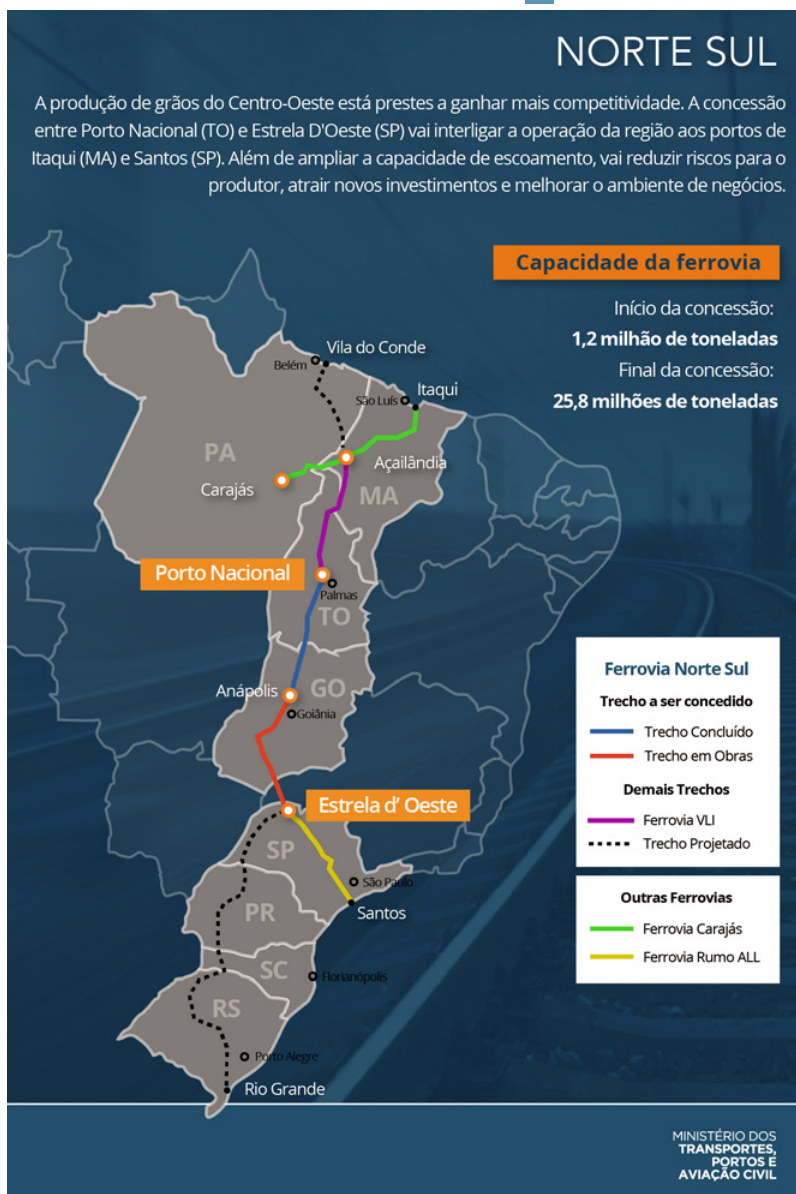 NORTE SUL
A produção de grãos do Centro-Oeste está prestes a ganhar mais competitividade. A concessão
entre Porto Nacional (TO) e Estrela D'Oeste (SP) vai interligar a operação da região aos portos de
Itaqui (MA) e Santos (SP). Além de ampliar a capacidade de escoamento, vai reduzir riscos para o
produtor, atrair novos investimentos e melhorar o ambiente de negócios.
Capacidade da ferrovia
Início da concessão:
1,2 milhão de toneladas
Final da concessão:
25,8 milhões de toneladas
Vila do Conde
Belém
Itaqui
São Luís
PA
Açailândia
Carajás
MA
Porto Nacional
Palmas
TO
Anápolis
GO
Goiânia
Estrela d' Oeste
SP
São Paulo
Santos
PR
SC
Florianópolis
RS
Porto Alegre
Rio Grande
Ferrovia Norte Sul
Trecho a ser concedido
Trecho Concluído
Trecho em Obras
Demais Trechos
Ferrovia VLI
Trecho Projetado
Outras Ferrovias
Ferrovia Carajás
Ferrovia Rumo ALL
MINISTÉRIO DOS
TRANSPORTES,
PORTOS E
AVIAÇÃO CIVIL